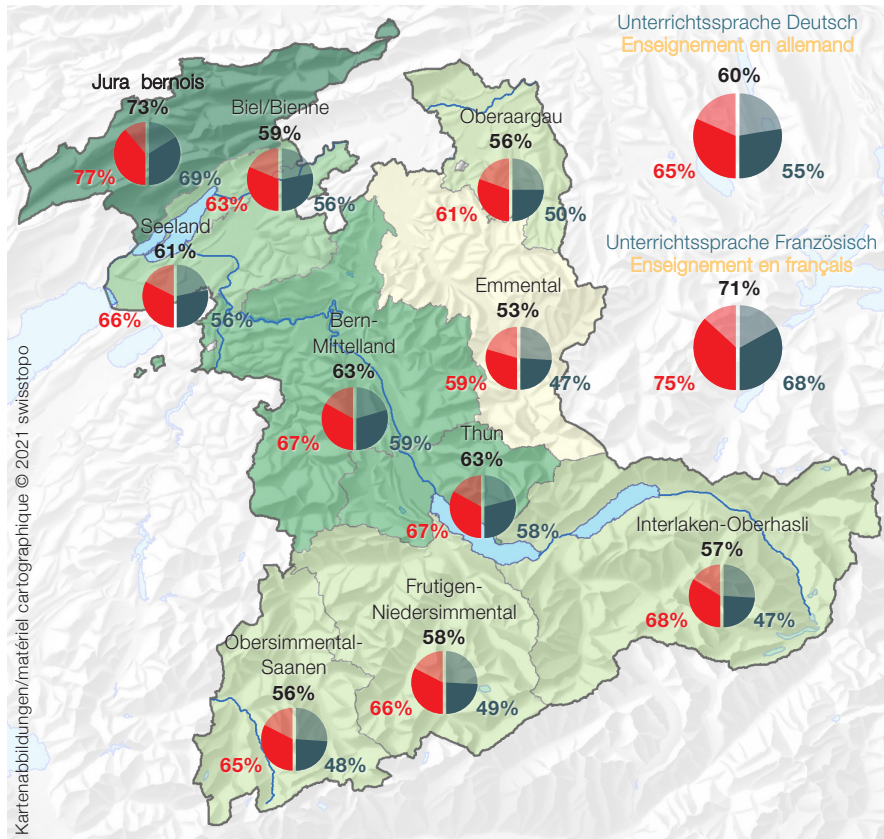 Unterrichtssprache Deutsch
Enseignement en allemand
60%
65%
55%
Jura bernois
73%
77%
69%
Biel/Bienne
59%
63%
56%
Oberaargau
56%
61%
50%
Seeland
61%
66%
56%
Unterrichtssprache Französisch
Enseignement en français
71%
75%
68%
Emmental
53%
59%
47%
Bern-
Mittelland
63%
67%
59%
Thun
63%
67%
58%
Interlaken-Oberhasli
57%
68%
47%
Frutigen-
Niedersimmental
58%
66%
49%
Obersimmental-
Saanen
56%
65%
48%
Kartenabbildungen/matériel cartographique © 2021 swisstopo